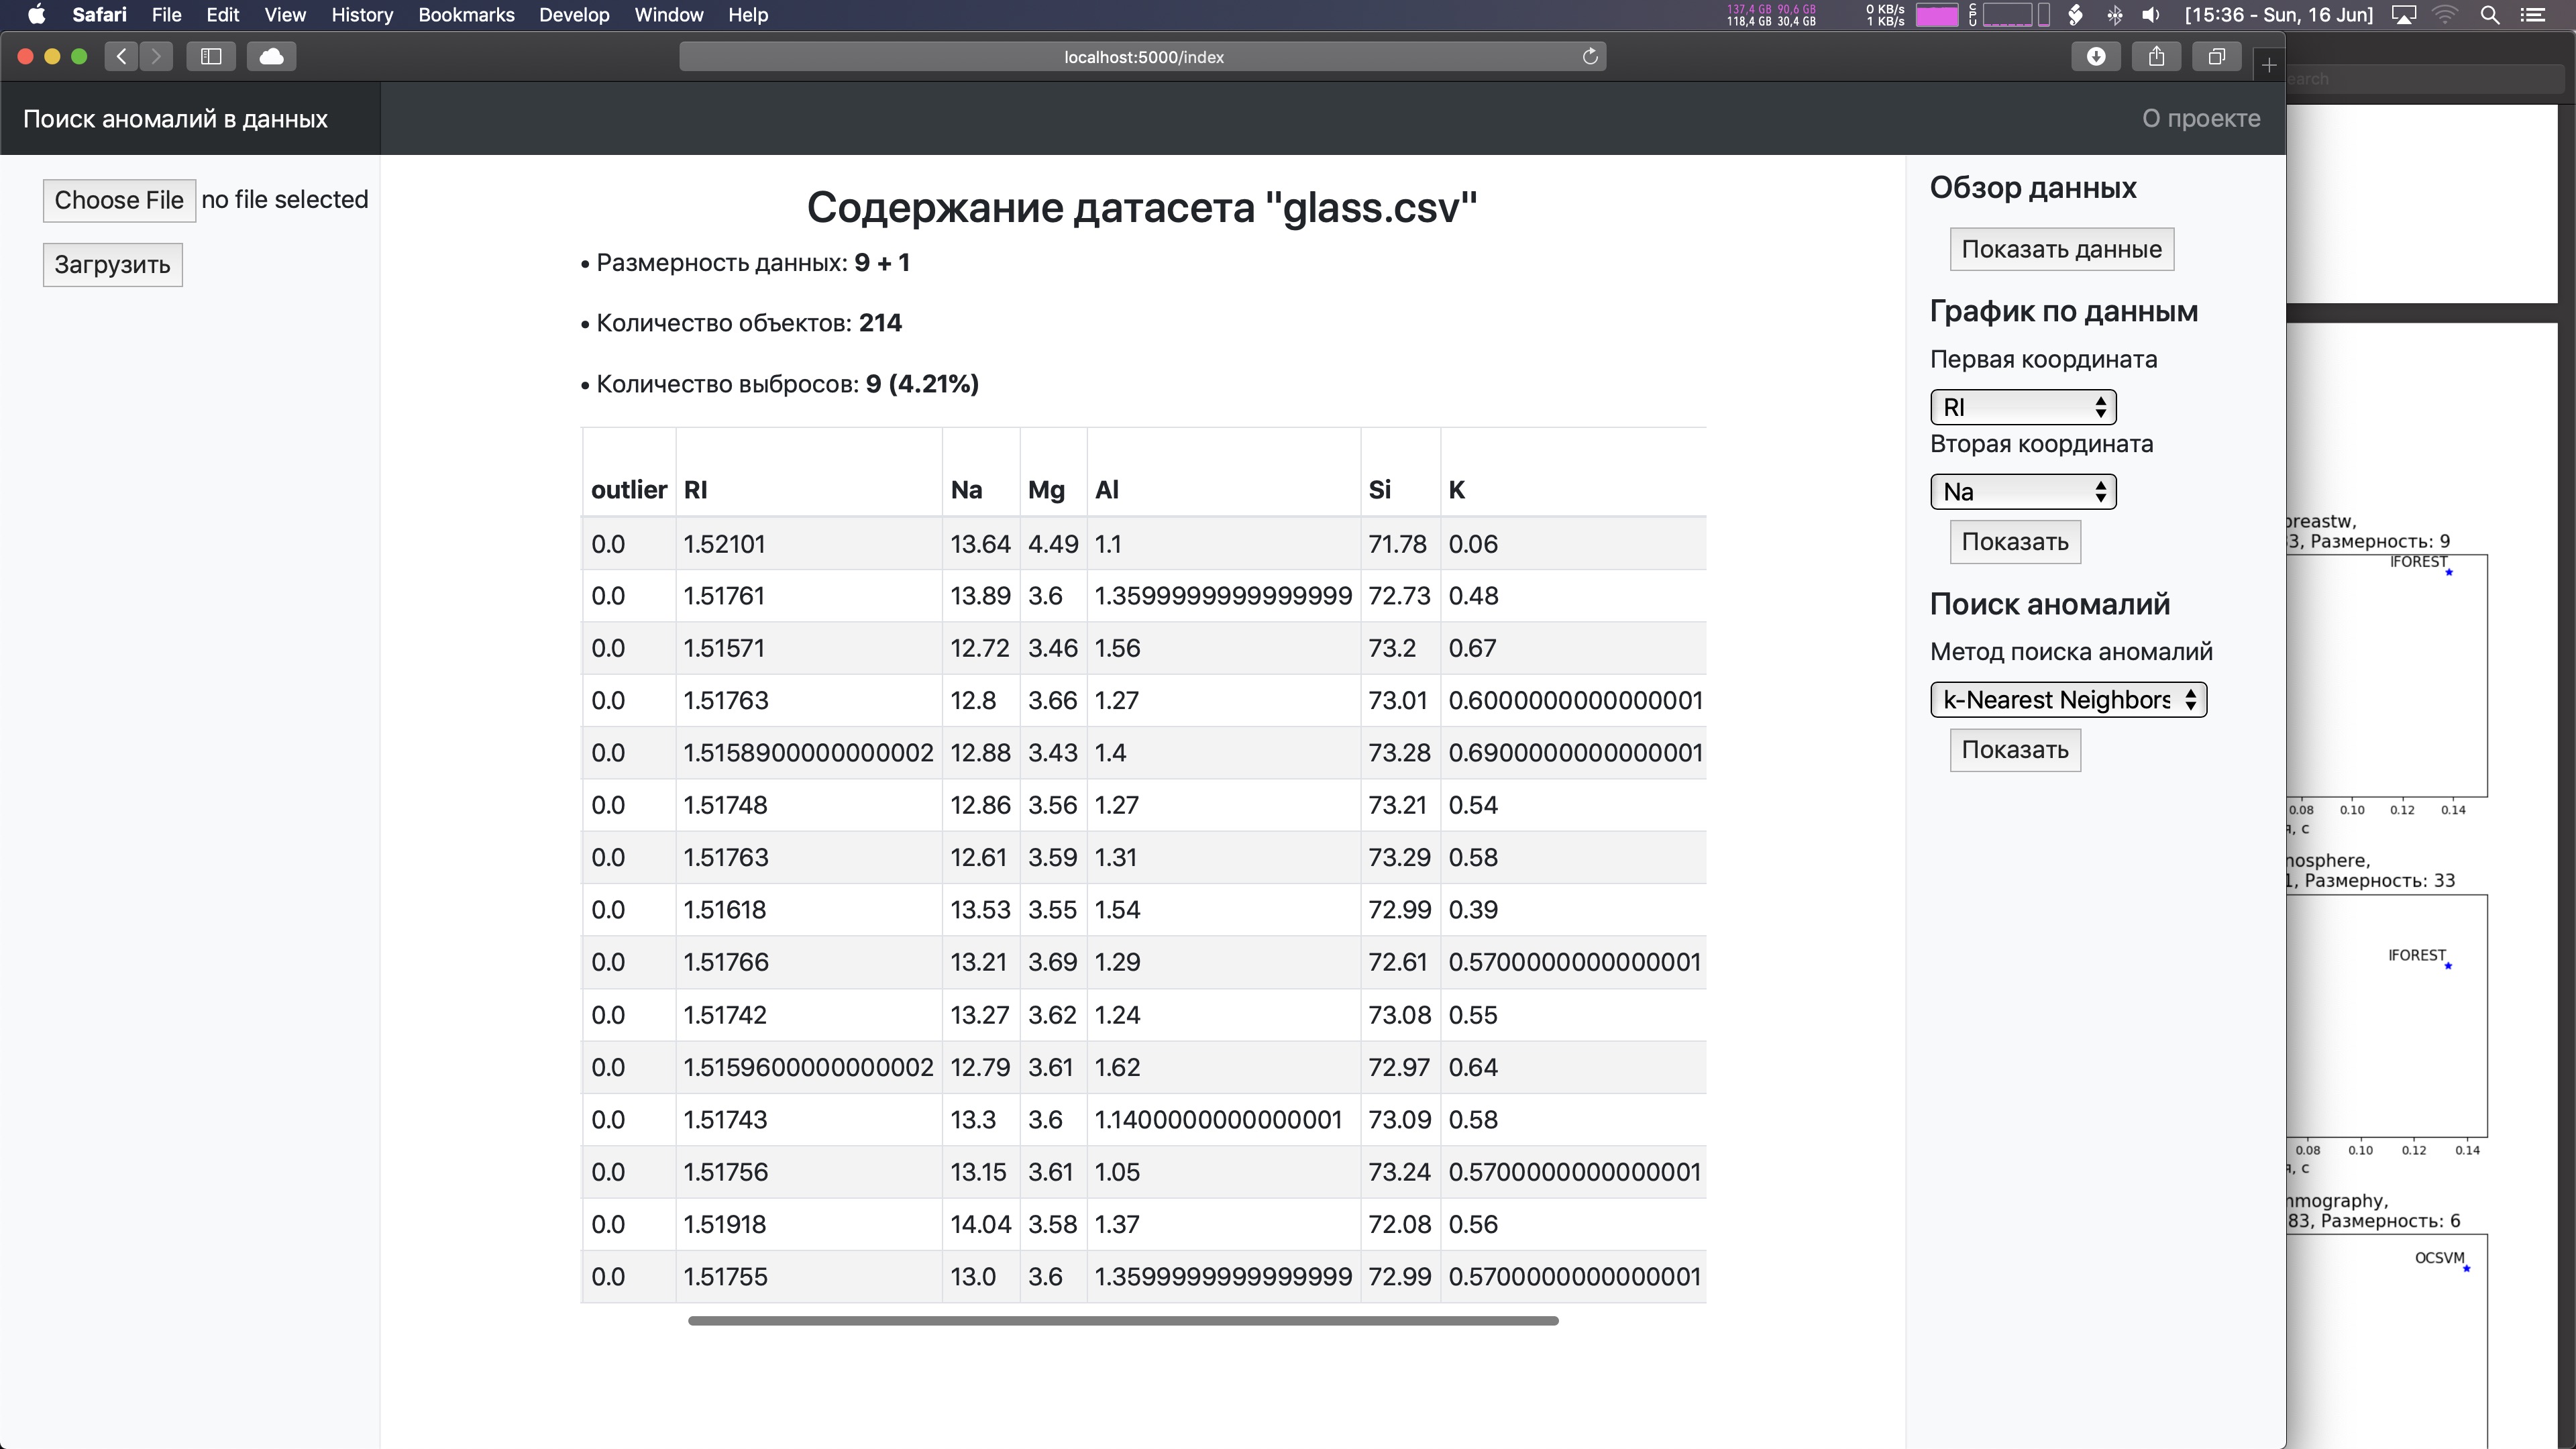 Safari File Edit View History Bookmarks Develop Window Help
137,4 GB 90,6 GB
118,4 GB 30,4 GB
0 KB/s
1 KB/s
CPU
[15:36 - Sun, 16 Jun]
localhost:5000/index
Поиск аномалий в данных
О проекте
Choose File no file selected
Загрузить
Содержание датасета "glass.csv"
• Размерность данных: 9 + 1
• Количество объектов: 214
• Количество выбросов: 9 (4.21%)
outlier RI Na Mg Al Si K
0.0 1.52101 13.64 4.49 1.1 71.78 0.06
0.0 1.51761 13.89 3.6 1.3599999999999999 72.73 0.48
0.0 1.51571 12.72 3.46 1.56 73.2 0.67
0.0 1.51763 12.8 3.66 1.27 73.01 0.6000000000000001
0.0 1.5158900000000002 12.88 3.43 1.4 73.28 0.6900000000000001
0.0 1.51748 12.86 3.56 1.27 73.21 0.54
0.0 1.51763 12.61 3.59 1.31 73.29 0.58
0.0 1.51618 13.53 3.55 1.54 72.99 0.39
0.0 1.51766 13.21 3.69 1.29 72.61 0.5700000000000001
0.0 1.51742 13.27 3.62 1.24 73.08 0.55
0.0 1.5159600000000002 12.79 3.61 1.62 72.97 0.64
0.0 1.51743 13.3 3.6 1.1400000000000001 73.09 0.58
0.0 1.51756 13.15 3.61 1.05 73.24 0.5700000000000001
0.0 1.51918 14.04 3.58 1.37 72.08 0.56
0.0 1.51755 13.0 3.6 1.3599999999999999 72.99 0.5700000000000001
Обзор данных
Показать данные
График по данным
Первая координата
RI
Вторая координата
Na
Показать
Поиск аномалий
Метод поиска аномалий
k-Nearest Neighbors
Показать
earch
breastw,
33, Размерность: 9
IFOREST
0.08 0.10 0.12 0.14
я, с
nosphere,
1, Размерность: 33
IFOREST
0.08 0.10 0.12 0.14
я, с
mmography,
83, Размерность: 6
OCSVM